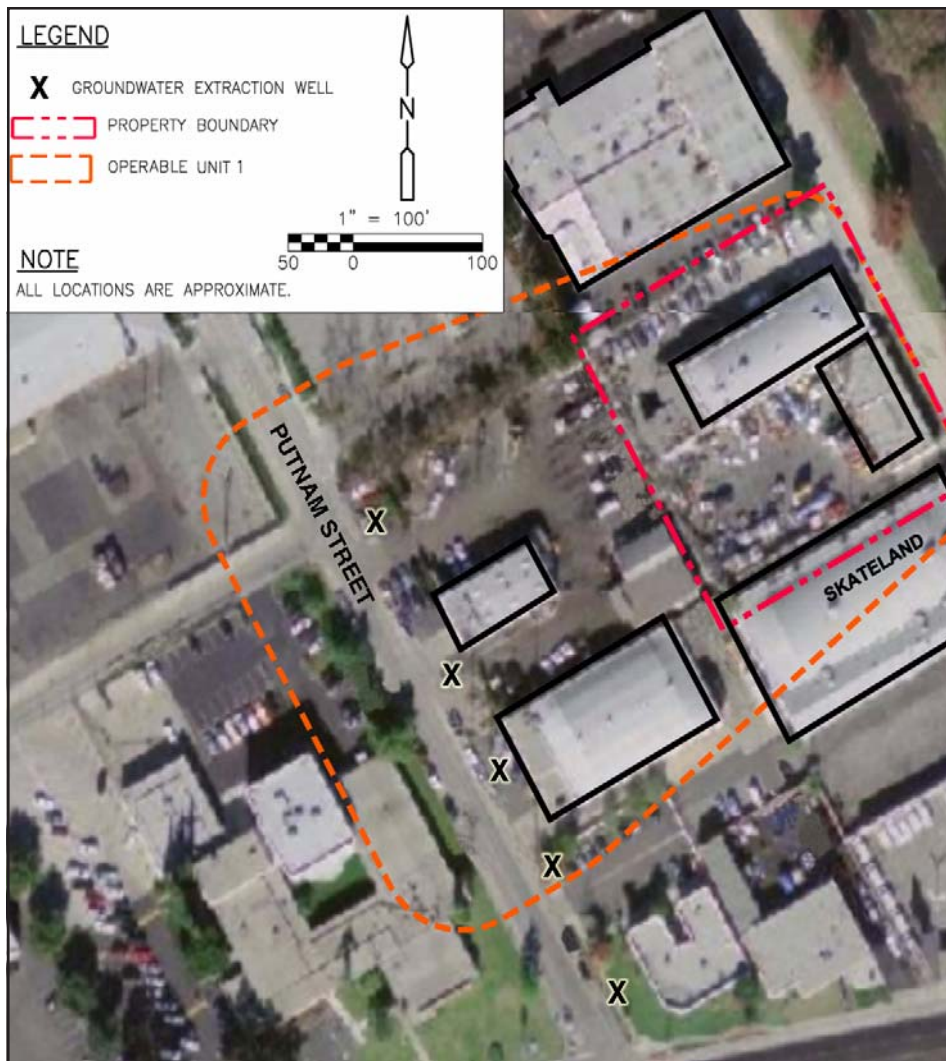 LEGEND
X GROUNDWATER EXTRACTION WELL
PROPERTY BOUNDARY
OPERABLE UNIT 1
N
1" = 100'
50 0 100
NOTE
ALL LOCATIONS ARE APPROXIMATE.
PUTNAM STREET
X
SKATELAND
X
X
X
X